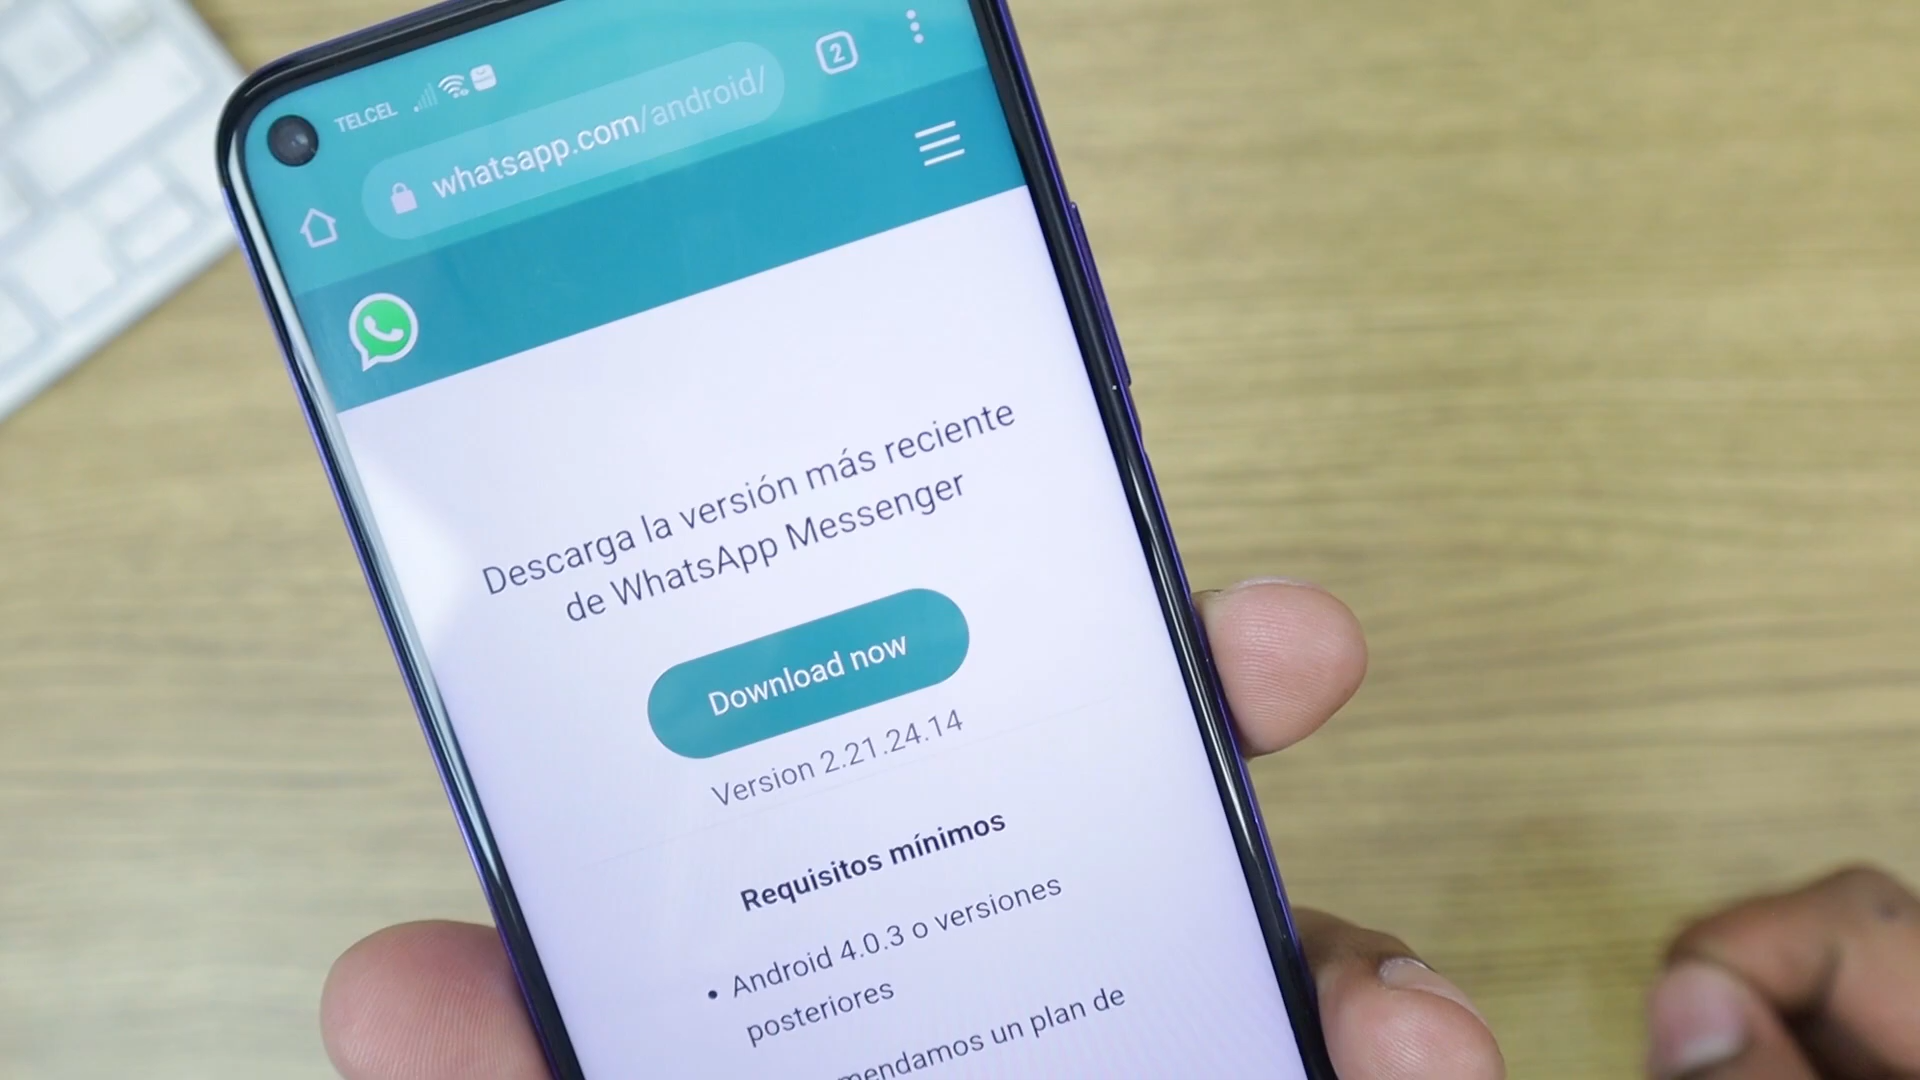 TELCEL
whatsapp.com/android/
2
Descarga la versión más reciente
de WhatsApp Messenger
Download now
Version 2.21.24.14
Requisitos mínimos
• Android 4.0.3 o versiones
posteriores
un plan de